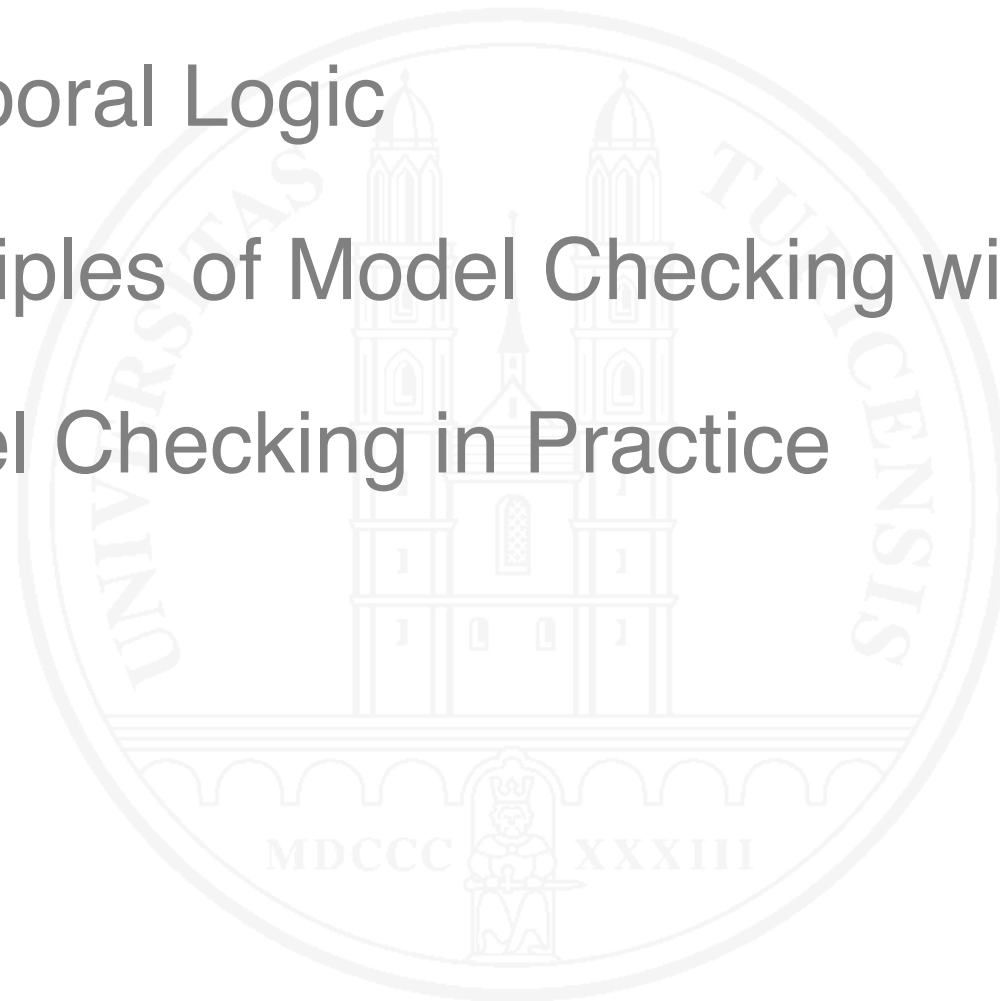 poral Logic
iples of Model Checking wi
el Checking in Practice
UNIVERSITAS TURICENSIS
MDCCC XXXIII